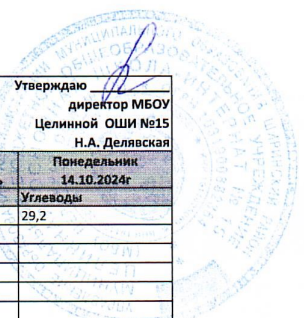 Утверждаю
директор МБОУ
Целинной ОШИ №15
Н.А. Делявская
Понедельник
14.10.2024г
Углеводы
29,2